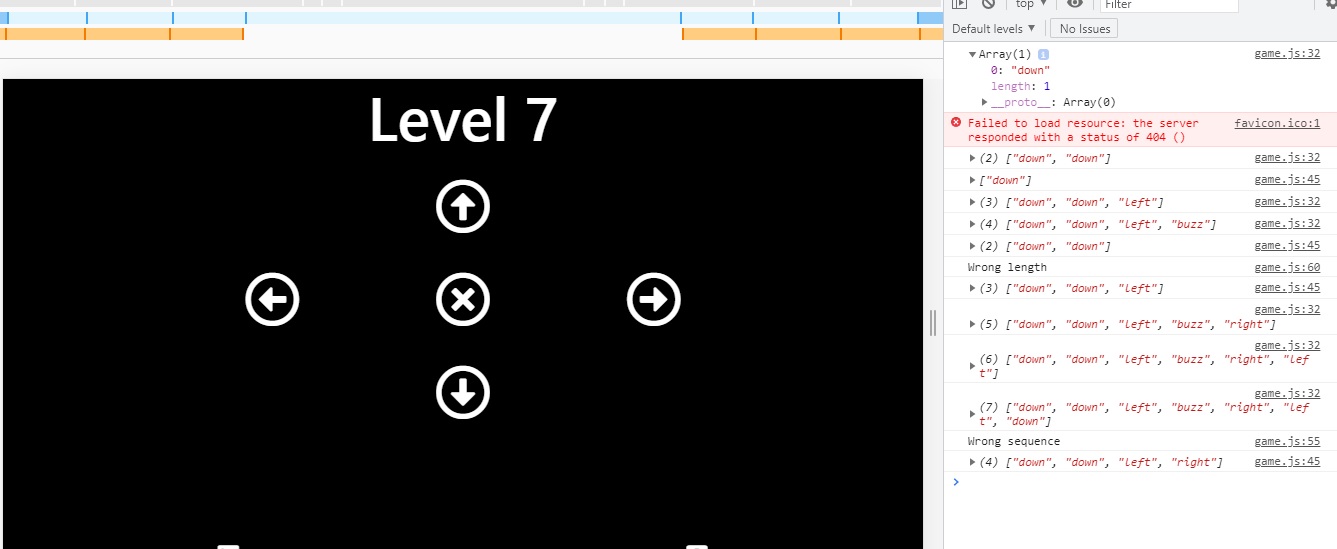 top ▼
Filter
Default levels ▼
No Issues
▼Array(1) i
game.js:32
0: "down"
length: 1
▶__proto__: Array(0)
Failed to load resource: the server
favicon.ico:1
responded with a status of 404 ()
▶(2) ["down", "down"]
game.js:32
▶["down"]
game.js:45
▶(3) ["down", "down", "left"]
game.js:32
▶(4) ["down", "down", "left", "buzz"]
game.js:32
▶(2) ["down", "down"]
game.js:45
Wrong length
game.js:60
▶(3) ["down", "down", "left"]
game.js:45
game.js:32
▶(5) ["down", "down", "left", "buzz", "right"]
game.js:32
▶(6) ["down", "down", "left", "buzz", "right", "lef
t"]
game.js:32
▶(7) ["down", "down", "left", "buzz", "right", "lef
t", "down"]
Wrong sequence
game.js:55
▶(4) ["down", "down", "left", "right"]
game.js:45
Level 7